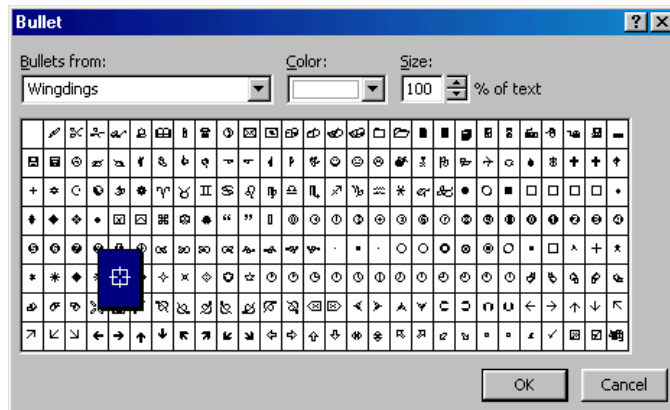 Bullet
Bullets from: Color: Size:
Wingdings 100 % of text
OK Cancel